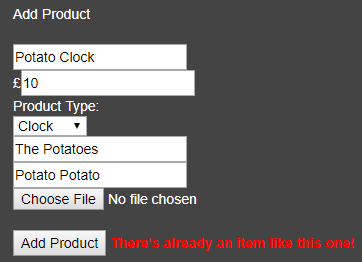 Add Product
Potato Clock
£10
Product Type:
Clock
The Potatoes
Potato Potato
Choose File No file chosen
Add Product There's already an item like this one!